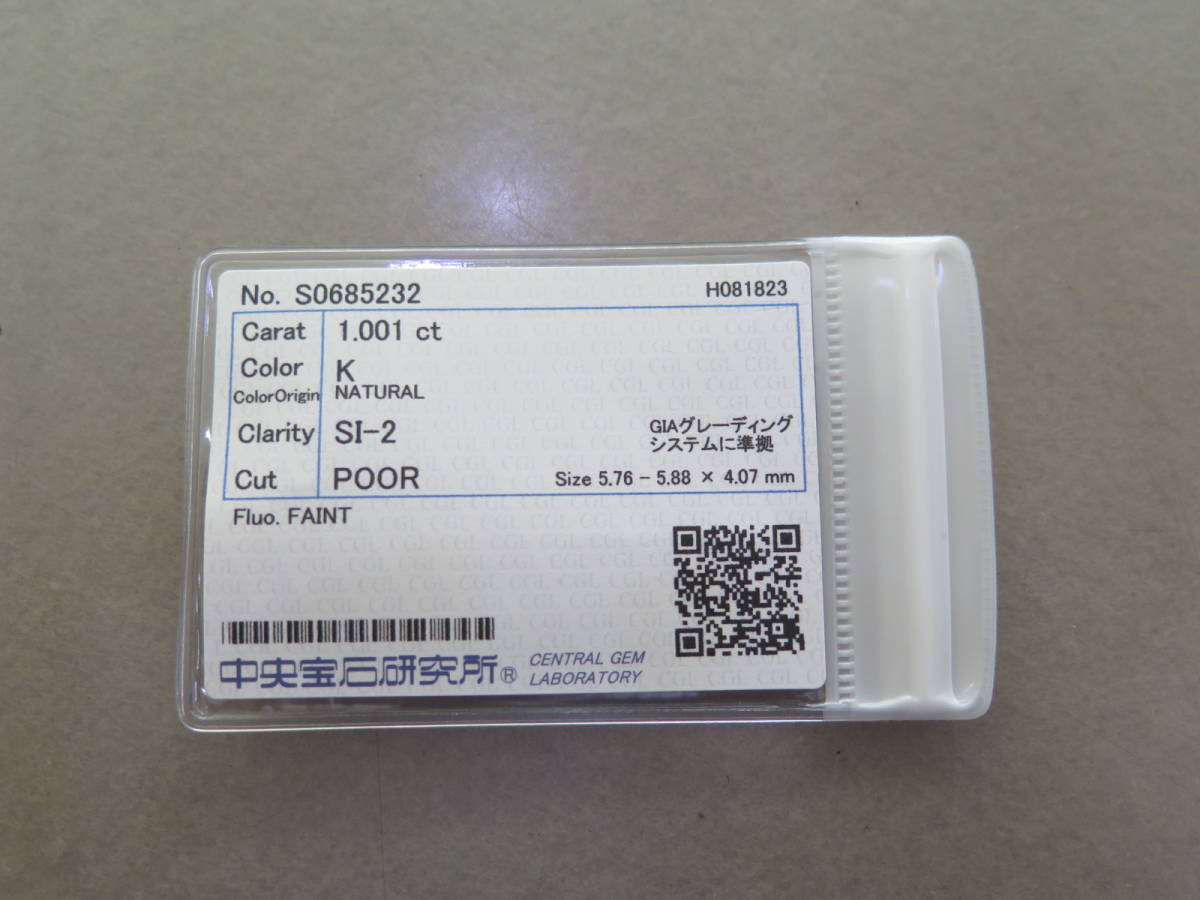 No. S0685232 H081823
Carat 1.001 ct
Color K
ColorOrigin NATURAL
Clarity SI-2
GIAグレーディング
システムに準拠
Cut POOR Size 5.76 - 5.88 × 4.07 mm
Fluo. FAINT
中央宝石研究所® CENTRAL GEM
LABORATORY